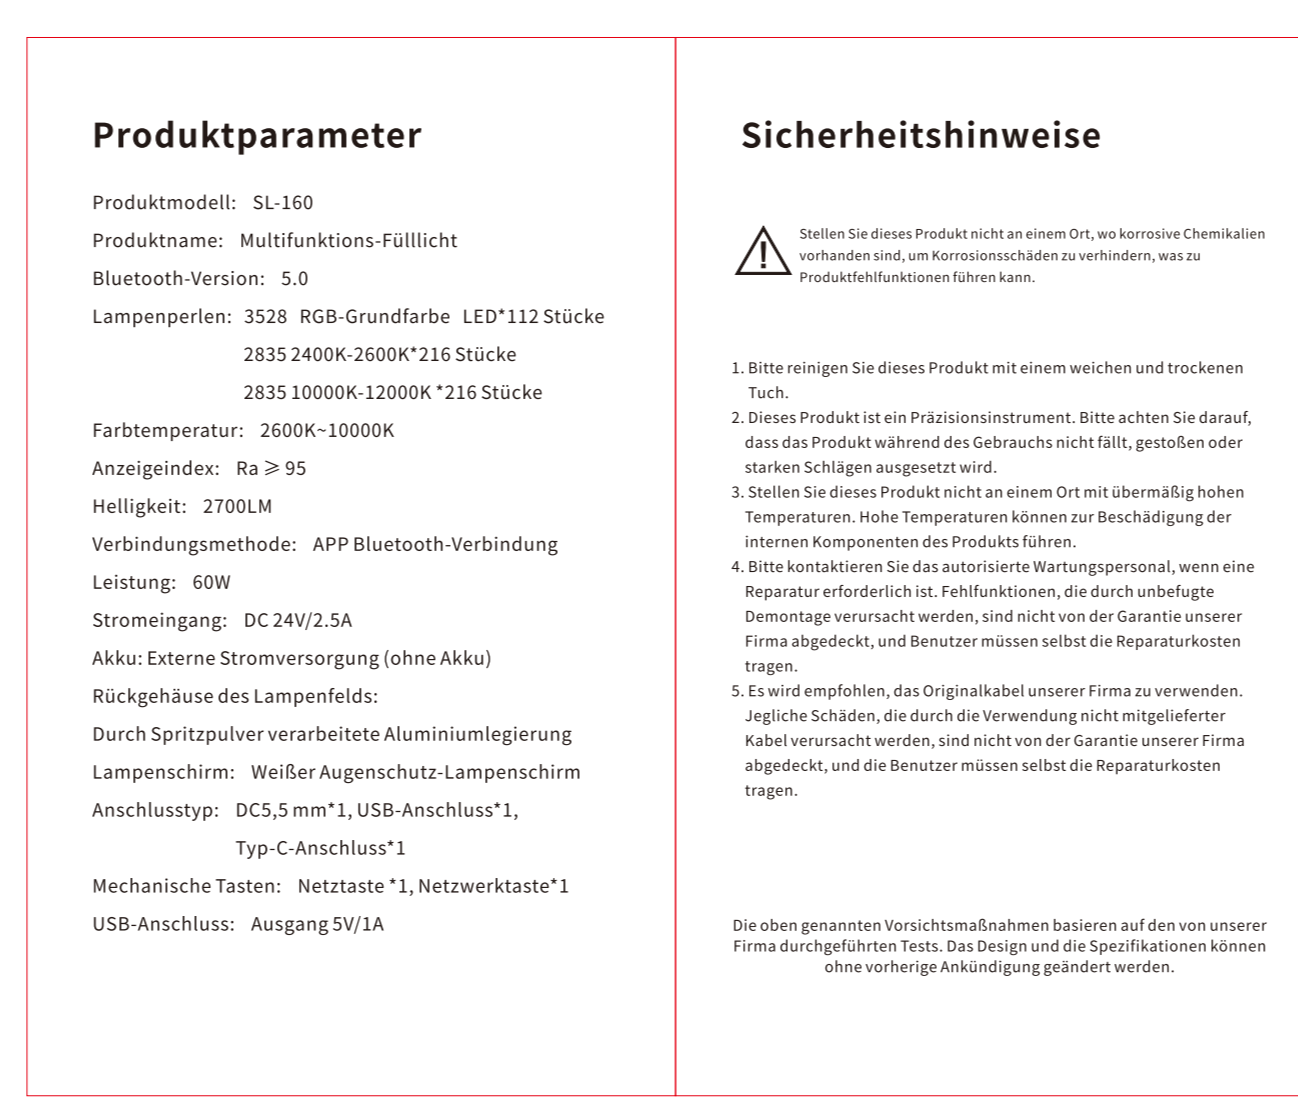 Produktparameter
Produktmodell: SL-160
Produktname: Multifunktions-Fülllicht
Bluetooth-Version: 5.0
Lampenperlen: 3528 RGB-Grundfarbe LED*112 Stücke
2835 2400K-2600K*216 Stücke
2835 10000K-12000K *216 Stücke
Farbtemperatur: 2600K~10000K
Anzeigeindex: Ra ⩾ 95
Helligkeit: 2700LM
Verbindungsmethode: APP Bluetooth-Verbindung
Leistung: 60W
Stromeingang: DC 24V/2.5A
Akku: Externe Stromversorgung (ohne Akku)
Rückgehäuse des Lampenfelds:
Durch Spritzpulver verarbeitete Aluminiumlegierung
Lampenschirm: Weißer Augenschutz-Lampenschirm
Anschlusstyp: DC5,5 mm*1, USB-Anschluss*1,
Typ-C-Anschluss*1
Mechanische Tasten: Netztaste *1, Netzwerktaste*1
USB-Anschluss: Ausgang 5V/1A
Sicherheitshinweise
Stellen Sie dieses Produkt nicht an einem Ort, wo korrosive Chemikalien
vorhanden sind, um Korrosionsschäden zu verhindern, was zu
Produktfehlfunktionen führen kann.
1. Bitte reinigen Sie dieses Produkt mit einem weichen und trockenen
Tuch.
2. Dieses Produkt ist ein Präzisionsinstrument. Bitte achten Sie darauf,
dass das Produkt während des Gebrauchs nicht fällt, gestoßen oder
starken Schlägen ausgesetzt wird.
3. Stellen Sie dieses Produkt nicht an einem Ort mit übermäßig hohen
Temperaturen. Hohe Temperaturen können zur Beschädigung der
internen Komponenten des Produkts führen.
4. Bitte kontaktieren Sie das autorisierte Wartungspersonal, wenn eine
Reparatur erforderlich ist. Fehlfunktionen, die durch unbefugte
Demontage verursacht werden, sind nicht von der Garantie unserer
Firma abgedeckt, und Benutzer müssen selbst die Reparaturkosten
tragen.
5. Es wird empfohlen, das Originalkabel unserer Firma zu verwenden.
Jegliche Schäden, die durch die Verwendung nicht mitgelieferter
Kabel verursacht werden, sind nicht von der Garantie unserer Firma
abgedeckt, und die Benutzer müssen selbst die Reparaturkosten
tragen.
Die oben genannten Vorsichtsmaßnahmen basieren auf den von unserer
Firma durchgeführten Tests. Das Design und die Spezifikationen können
ohne vorherige Ankündigung geändert werden.